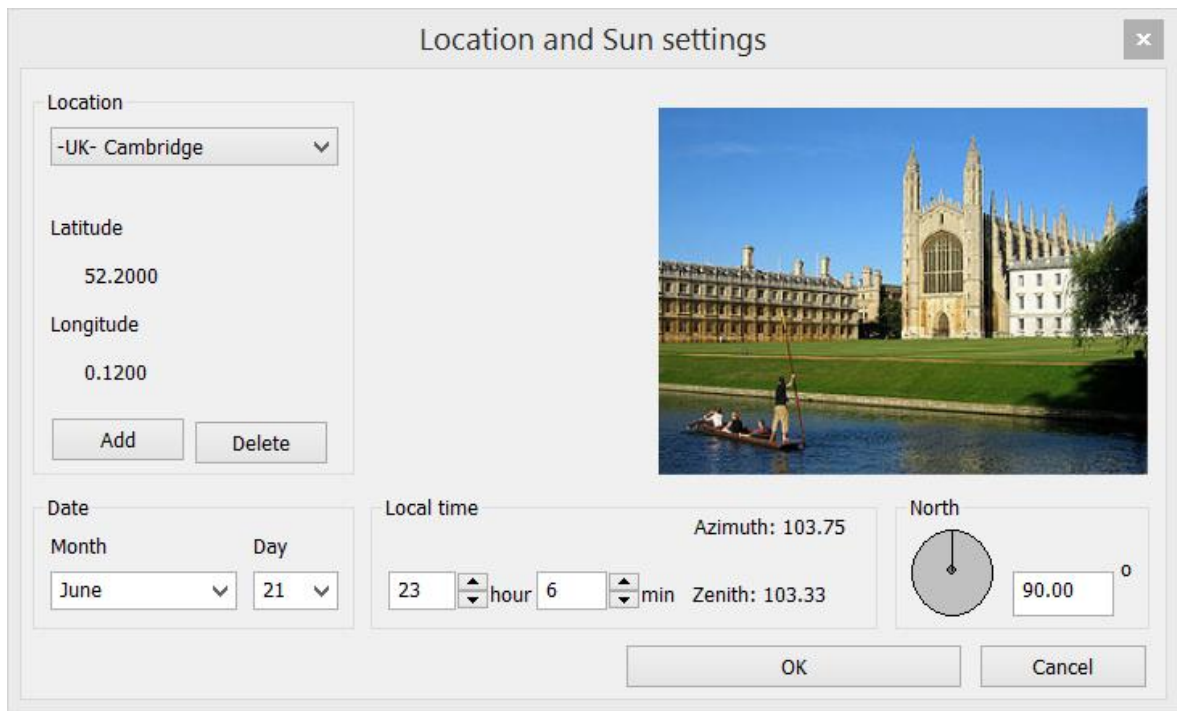 Location and Sun settings
Location
-UK- Cambridge
Latitude
52.2000
Longitude
0.1200
Add Delete
Date
Month Day
June 21
Local time
Azimuth: 103.75
23 hour 6 min Zenith: 103.33
North
90.00 o
OK Cancel